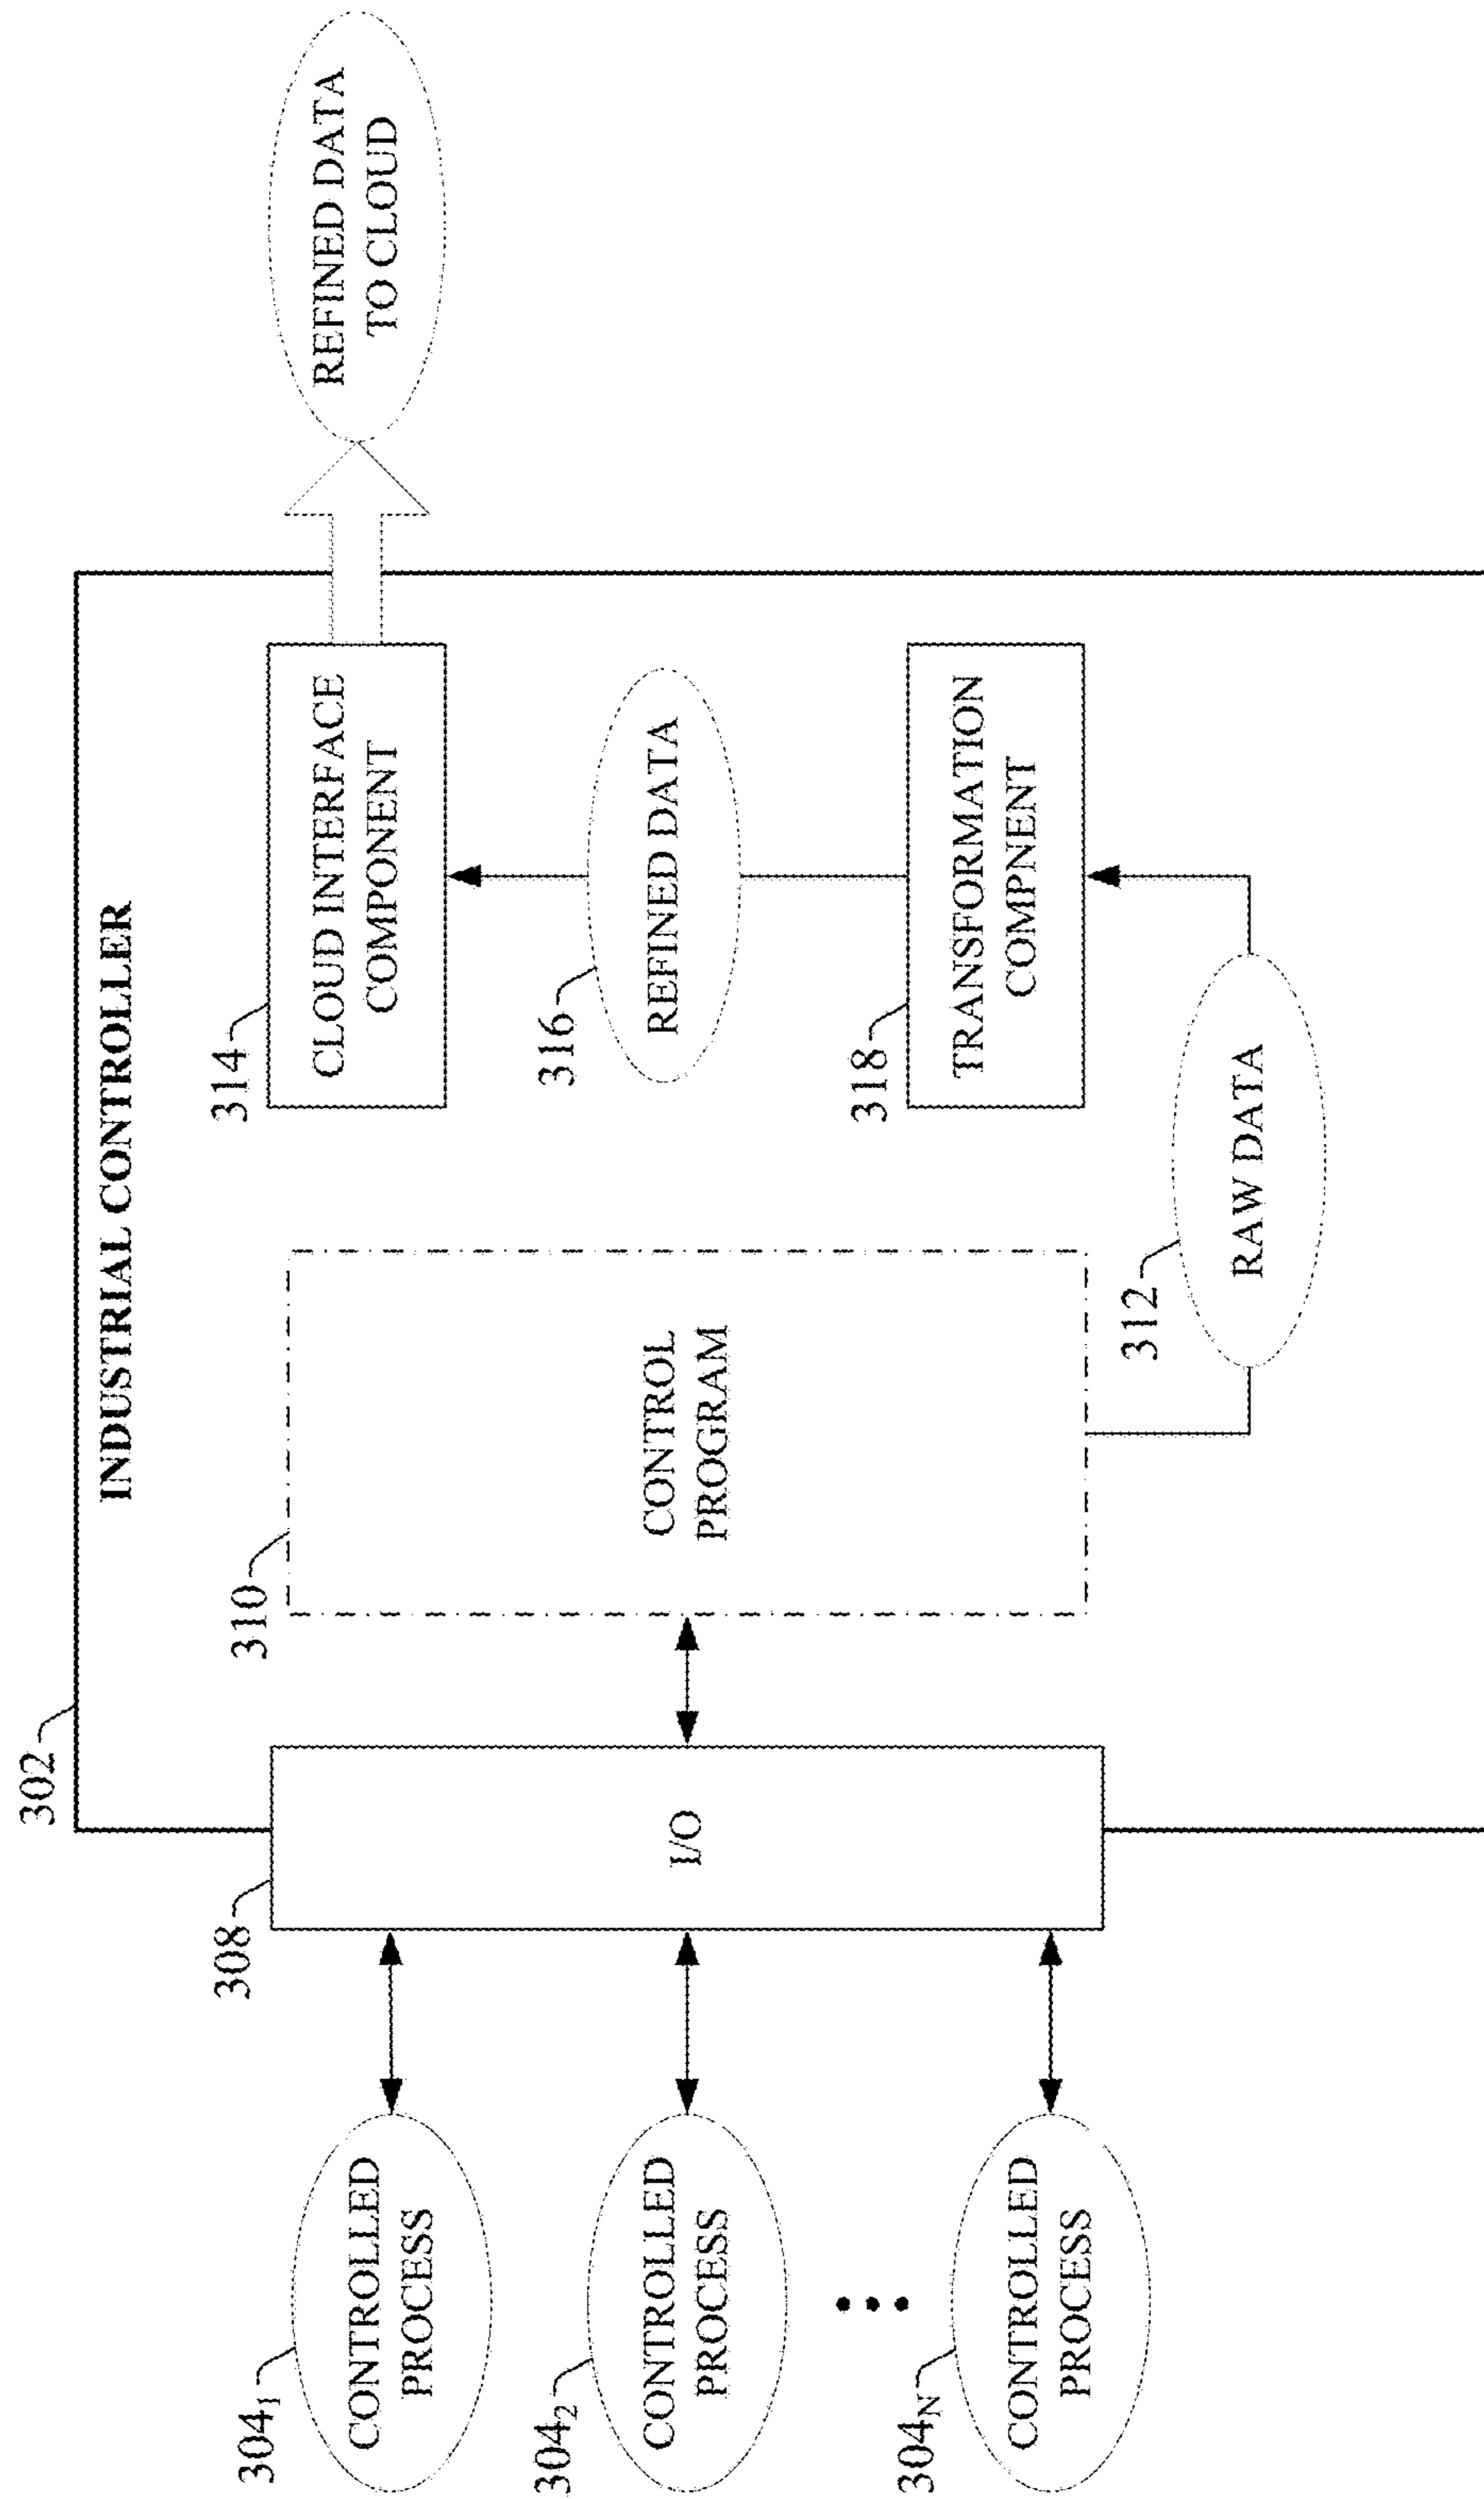 302
INDUSTRIAL CONTROLLER
308
310
314
304₁
CONTROLLED
PROCESS
304₂
CONTROLLED
PROCESS
304N
CONTROLLED
PROCESS
I/O
CONTROL
PROGRAM
312
RAW DATA
CLOUD INTERFACE
COMPONENT
316
REFINED DATA
318
TRANSFORMATION
COMPNENT
REFINED DATA
TO CLOUD